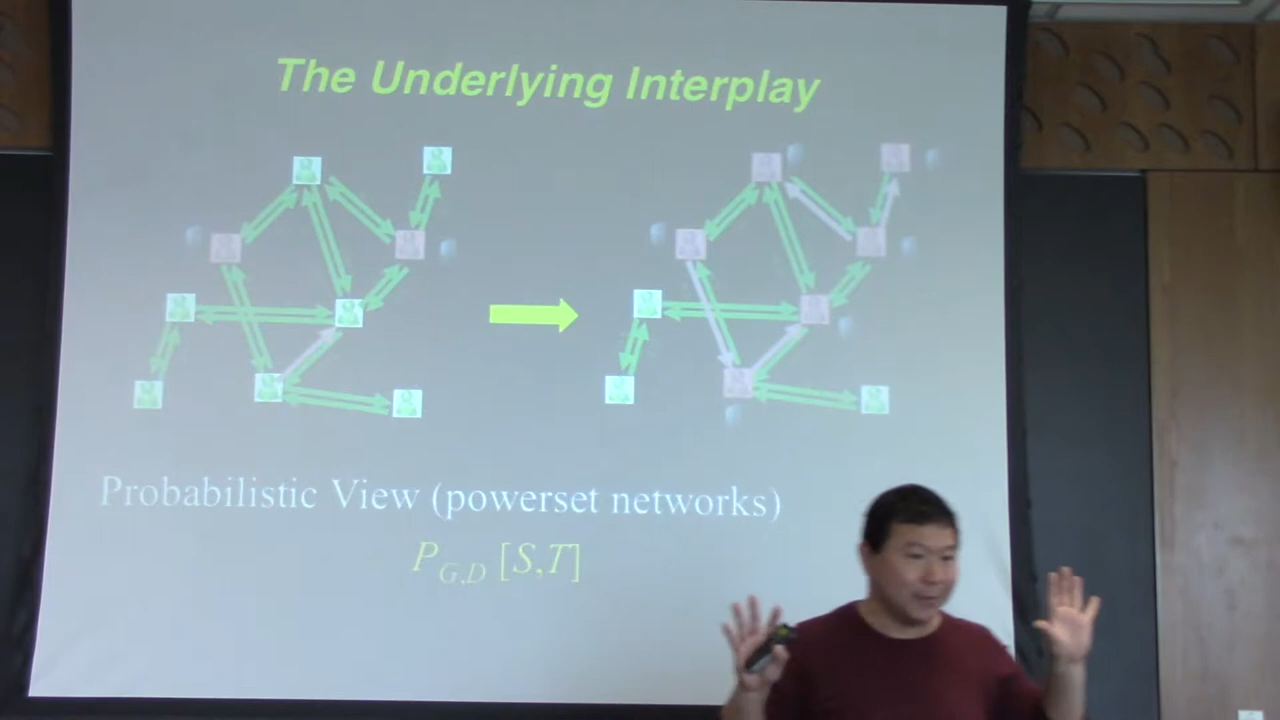 The Underlying Interplay
Probabilistic View (powerset networks)
P_{G,D} [S,T]